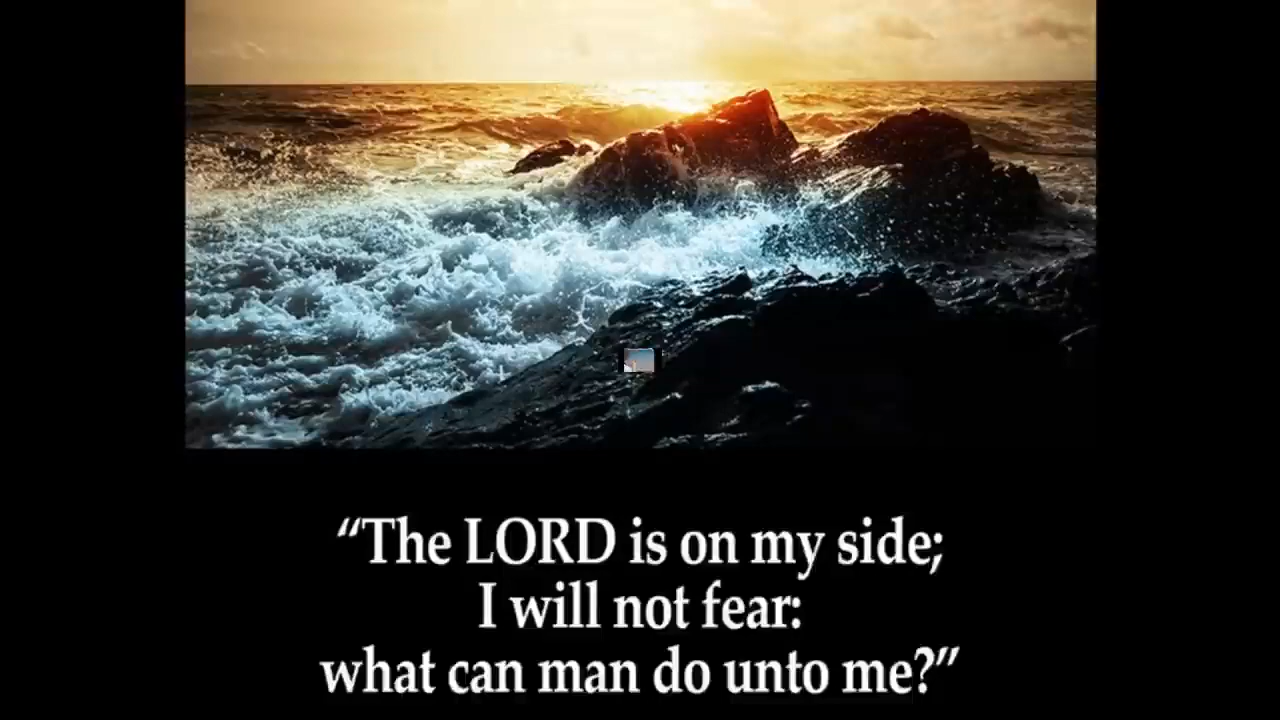 “The LORD is on my side;
I will not fear:
what can man do unto me?”